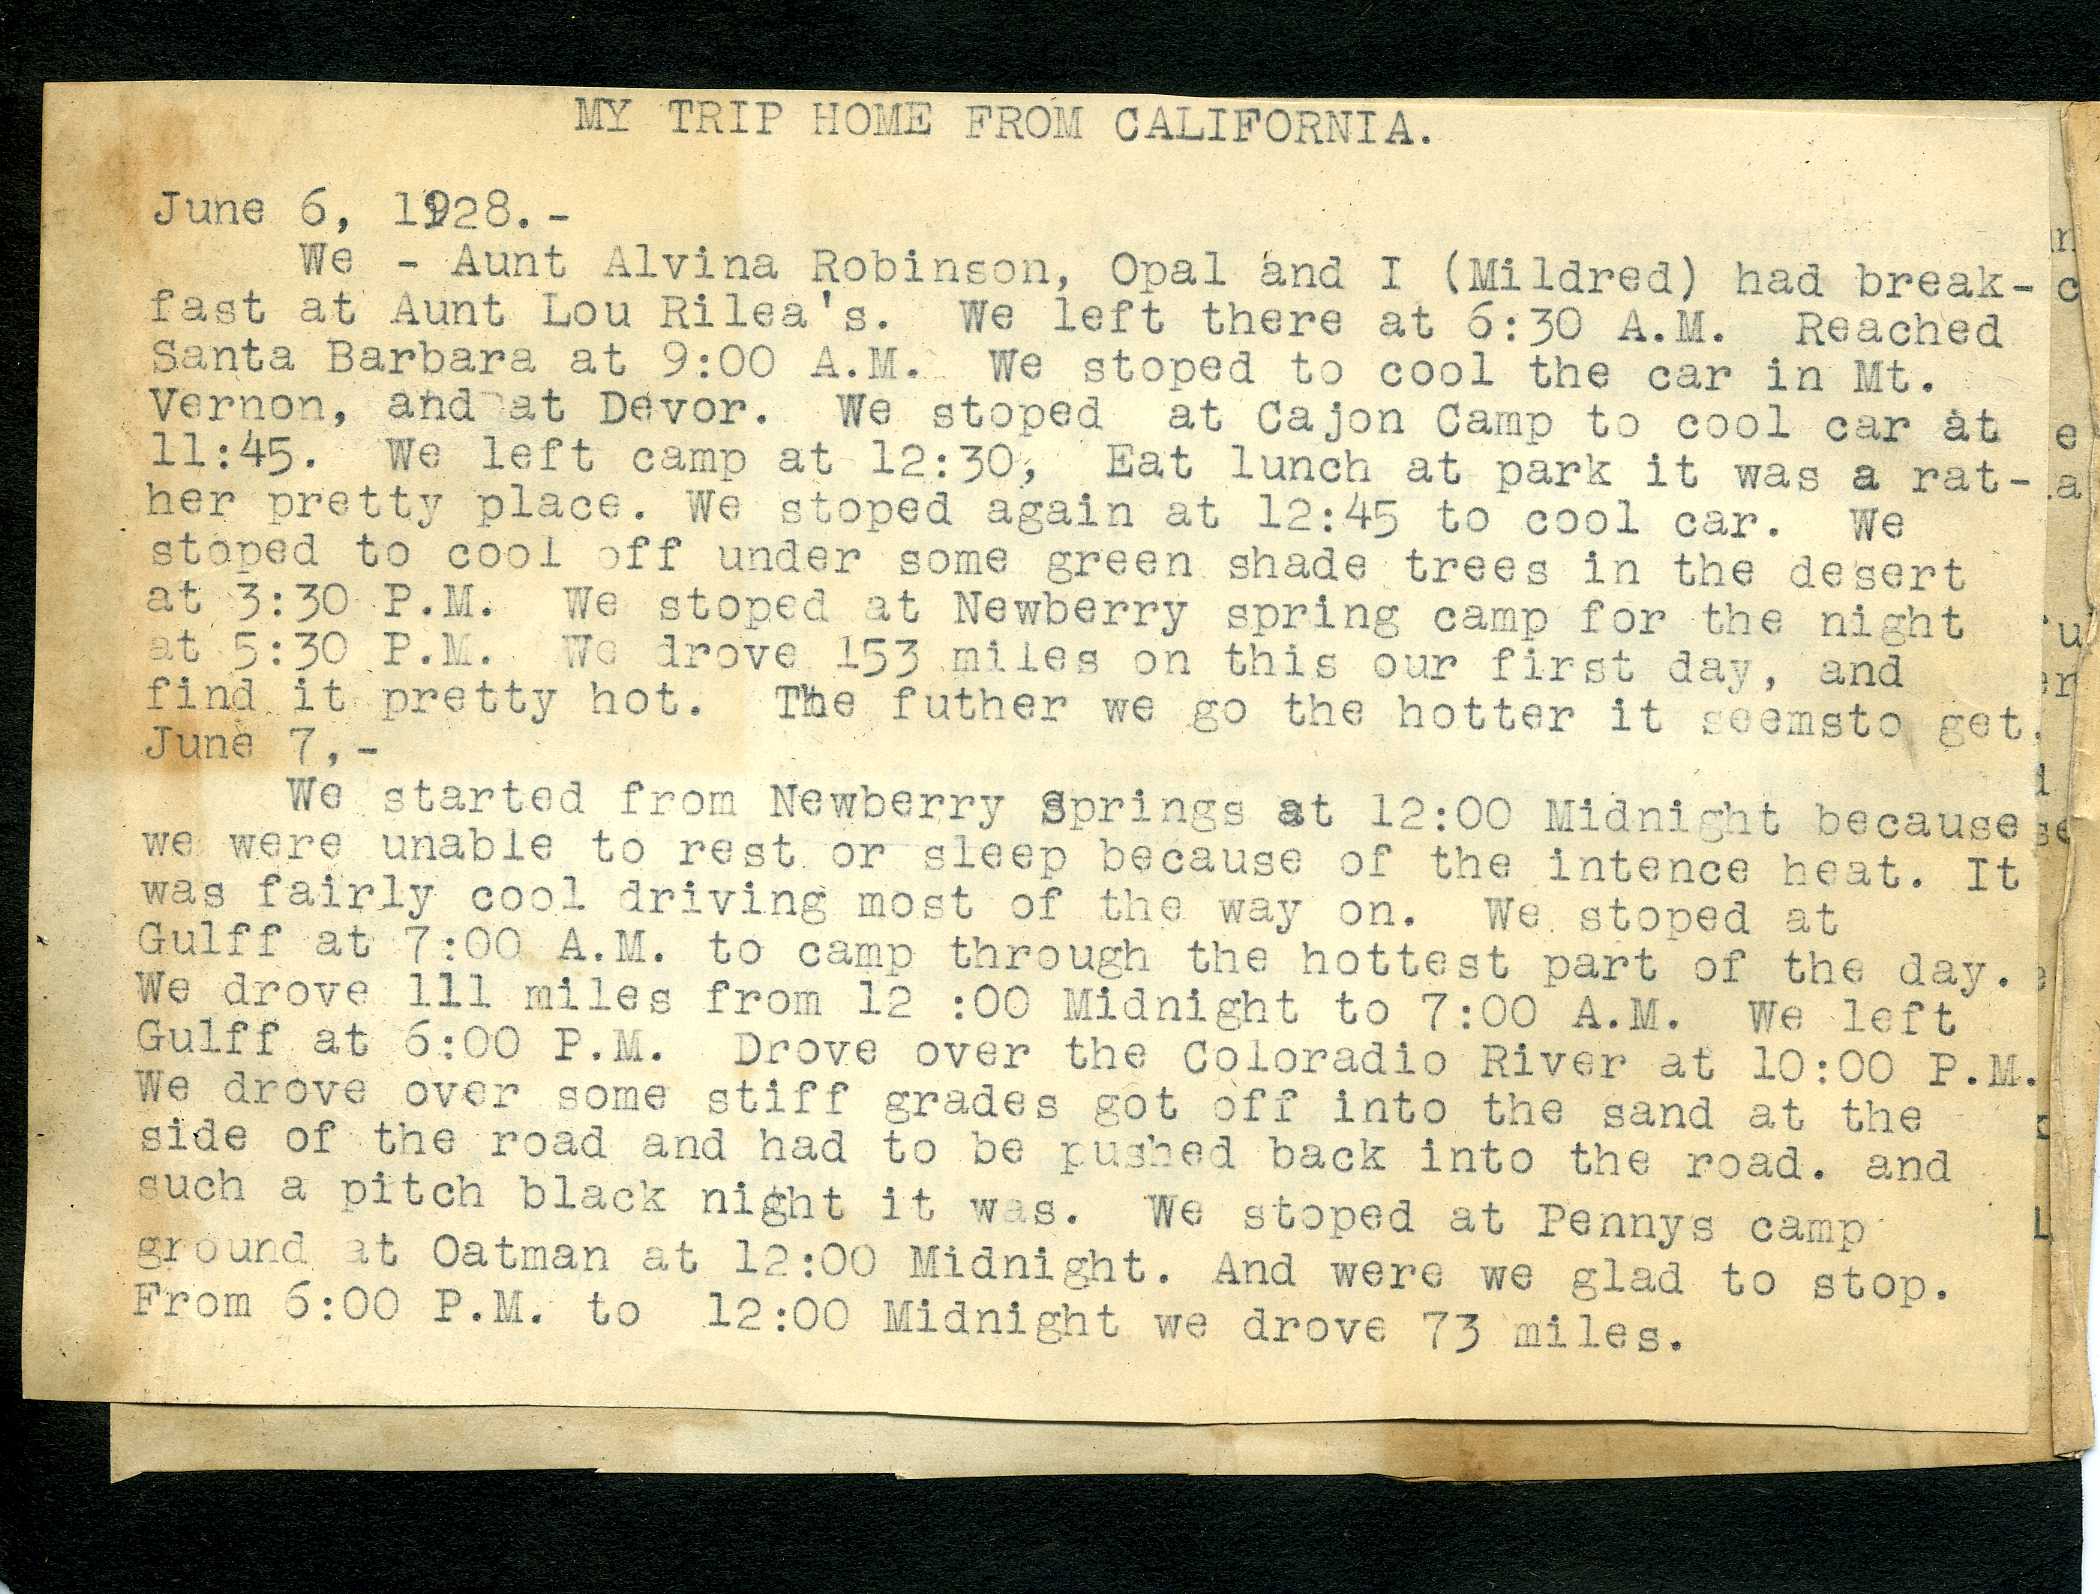 MY TRIP HOME FROM CALIFORNIA.
June 6, 1928.-
We - Aunt Alvina Robinson, Opal and I (Mildred) had break-
fast at Aunt Lou Rilea's. We left there at 6:30 A.M. Reached
Santa Barbara at 9:00 A.M. We stoped to cool the car in Mt.
Vernon, and at Devor. We stoped at Cajon Camp to cool car at
11:45. We left camp at 12:30, Eat lunch at park it was a rat-
her pretty place. We stoped again at 12:45 to cool car. We
stoped to cool off under some green shade trees in the desert
at 3:30 P.M. We stoped at Newberry spring camp for the night
at 5:30 P.M. We drove 153 miles on this our first day, and
find it pretty hot. The futher we go the hotter it seemsto get.
June 7,-
We started from Newberry Springs at 12:00 Midnight because
we were unable to rest or sleep because of the intence heat. It
was fairly cool driving most of the way on. We stoped at
Gulff at 7:00 A.M. to camp through the hottest part of the day.
We drove 111 miles from 12 :00 Midnight to 7:00 A.M. We left
Gulff at 6:00 P.M. Drove over the Coloradio River at 10:00 P.M.
We drove over some stiff grades got off into the sand at the
side of the road and had to be pushed back into the road. and
such a pitch black night it was. We stoped at Pennys camp
ground at Oatman at 12:00 Midnight. And were we glad to stop.
From 6:00 P.M. to 12:00 Midnight we drove 73 miles.